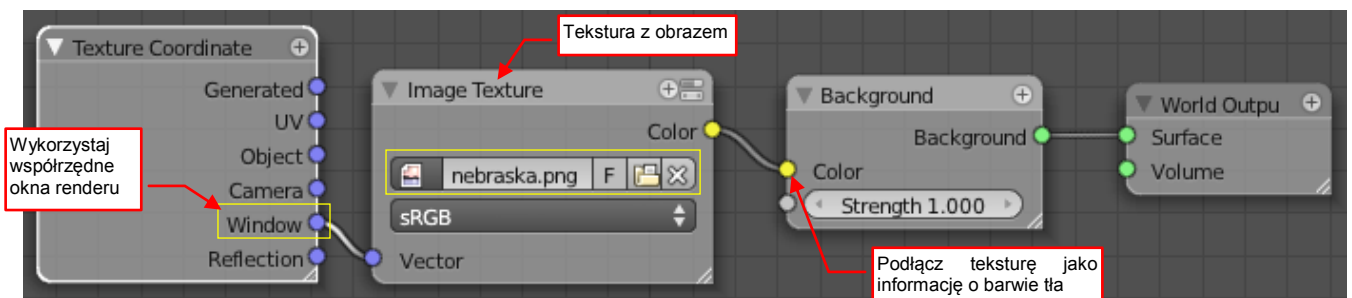 Texture Coordinate
Generated
UV
Object
Camera
Window
Reflection
Wykorzystaj
współrzędne
okna renderu
Tekstura z obrazem
Image Texture
Color
nebraska.png F
sRGB
Vector
Background
Background
Color
Strength 1.000
Podłącz teksturę jako
informację o barwie tła
World Outpu
Surface
Volume